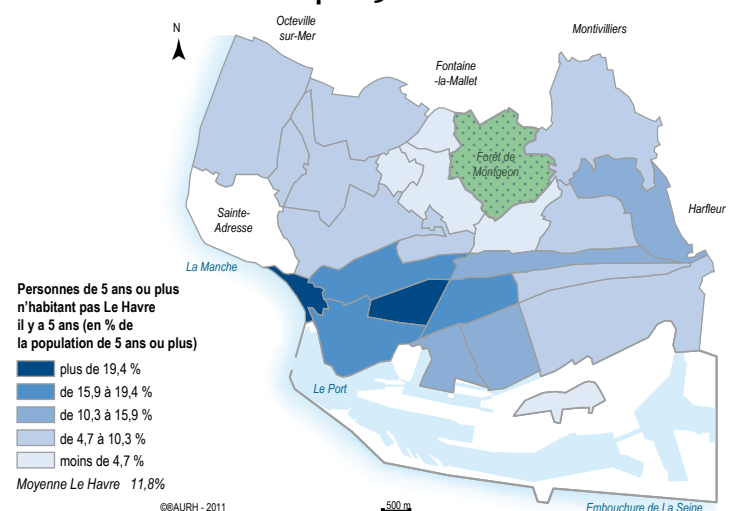 N
Octeville
sur-Mer
Montivilliers
Fontaine
-la-Mallet
Forêt de
Montgeon
Harfleur
Sainte-
Adresse
La Manche
Personnes de 5 ans ou plus
n'habitant pas Le Havre
il y a 5 ans (en % de
la population de 5 ans ou plus)
plus de 19,4 %
de 15,9 à 19,4 %
de 10,3 à 15,9 %
de 4,7 à 10,3 %
moins de 4,7 %
Moyenne Le Havre 11,8%
Le Port
©®AURH - 2011
500 m
Embouchure de La Seine